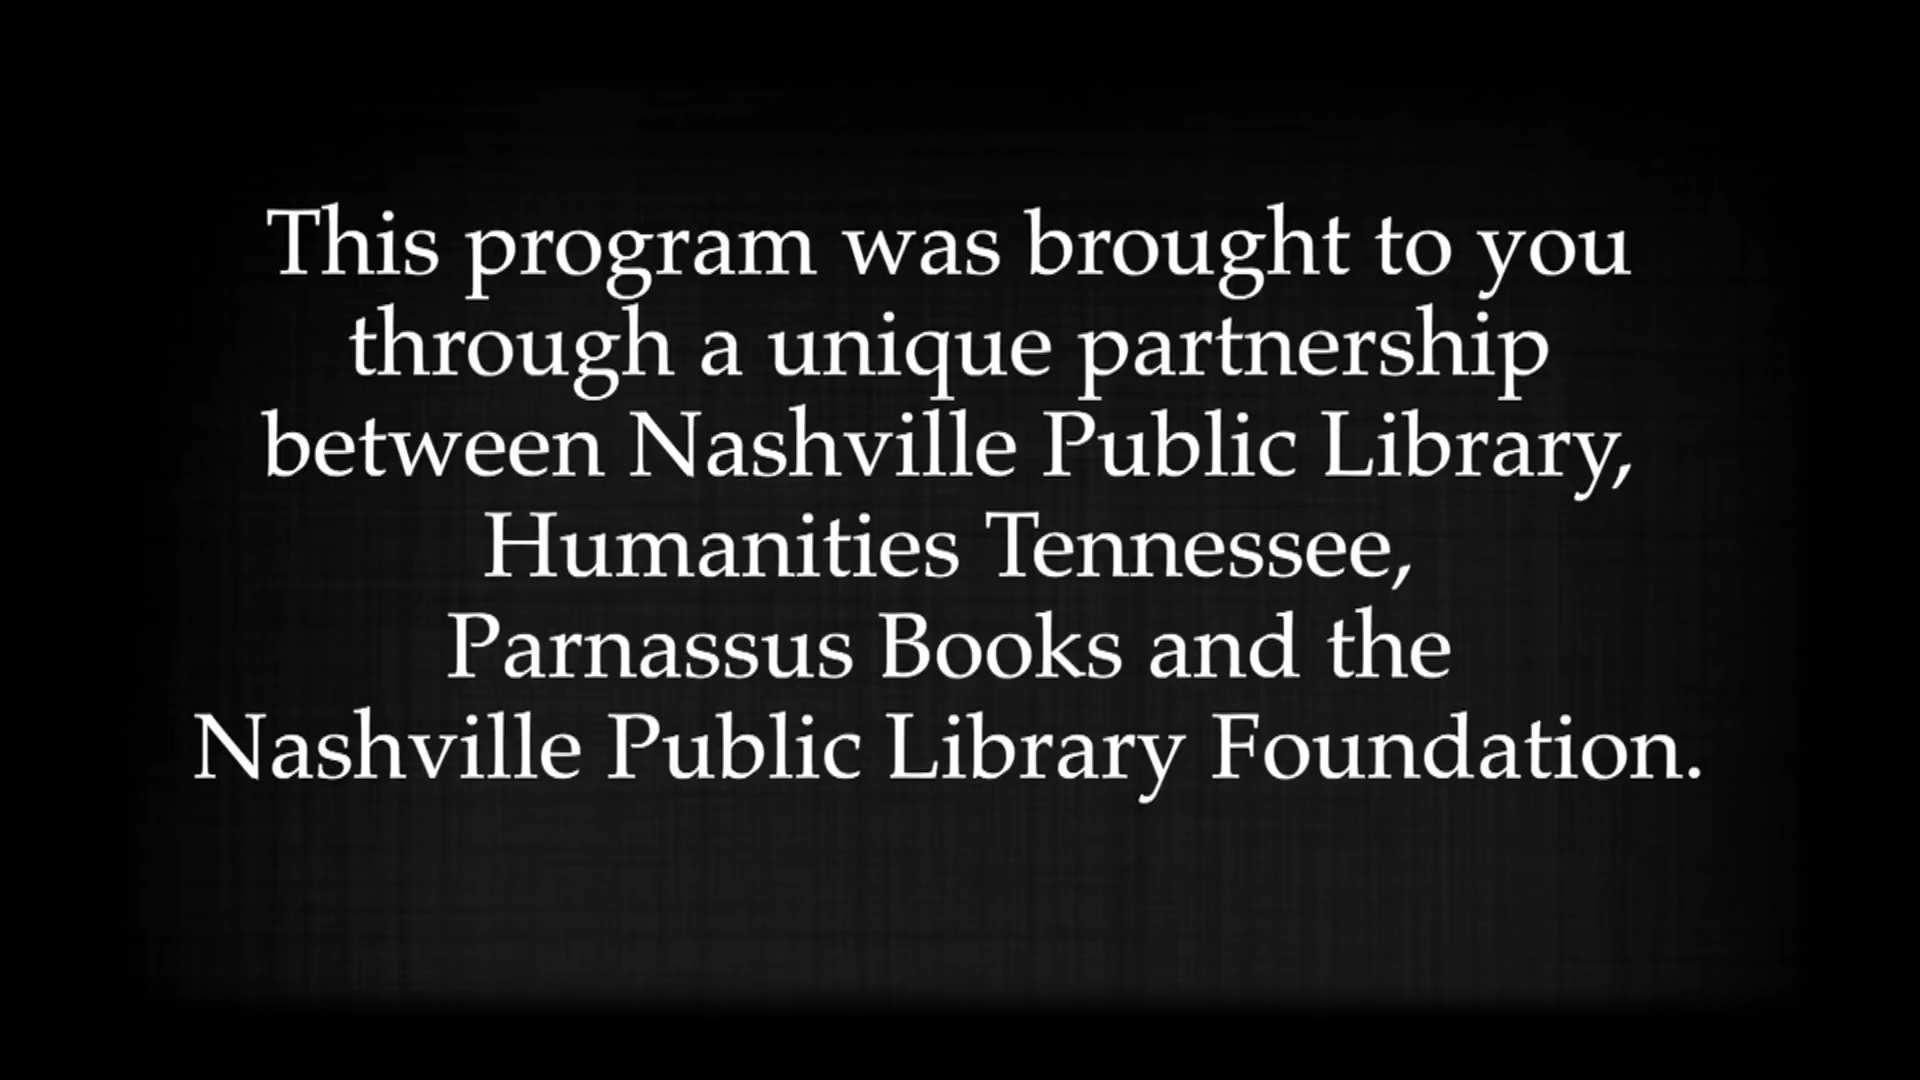 This program was brought to you
through a unique partnership
between Nashville Public Library,
Humanities Tennessee,
Parnassus Books and the
Nashville Public Library Foundation.